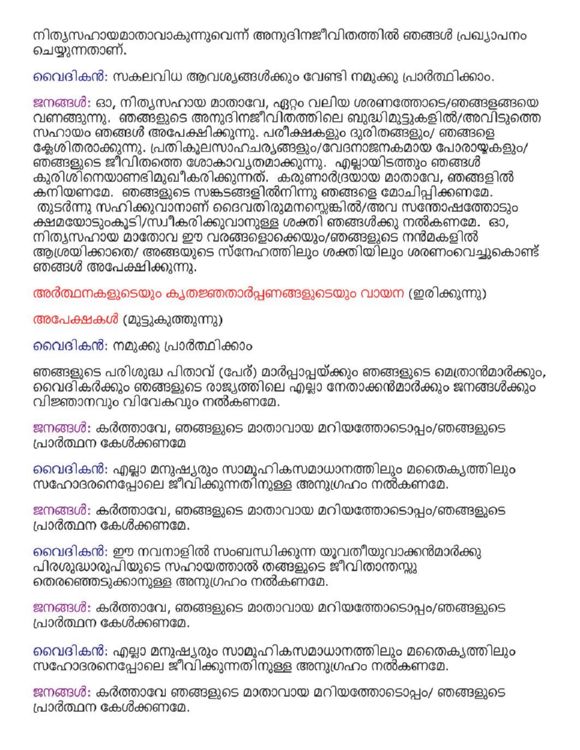 നിത്യസഹായമാതാവാകുന്നുവെന്ന് അനുദിനജീവിതത്തിൽ ഞങ്ങൾ പ്രഖ്യാപനം
ചെയ്യുന്നതാണ്.
വൈദികൻ: സകലവിധ ആവശ്യങ്ങൾക്കും വേണ്ടി നമുക്കു പ്രാർത്ഥിക്കാം.
ജനങ്ങൾ: ഓ, നിത്യസഹായ മാതാവേ, ഏറ്റം വലിയ ശരണത്തോടെ/ഞങ്ങളങ്ങയെ
വണങ്ങുന്നു. ഞങ്ങളുടെ അനുദിനജീവിതത്തിലെ ബുദ്ധിമുട്ടുകളിൽ/അവിടുത്തെ
സഹായം ഞങ്ങൾ അപേക്ഷിക്കുന്നു. പരീക്ഷകളും ദുരിതങ്ങളും/ ഞങ്ങളെ
ക്ലേശിതരാക്കുന്നു. പ്രതികൂലസാഹചര്യങ്ങളും/വേദനാജനകമായ പോരായ്മകളും/
ഞങ്ങളുടെ ജീവിതത്തെ ശോകാവൃതമാക്കുന്നു. എല്ലായിടത്തും ഞങ്ങൾ
കുരിശിനെയാണഭിമുഖീകരിക്കുന്നത്. കരുണാർദ്രയായ മാതാവേ, ഞങ്ങളിൽ
കനിയണമേ. ഞങ്ങളുടെ സങ്കടങ്ങളിൽനിന്നു ഞങ്ങളെ മോചിപ്പിക്കണമേ.
തുടർന്നു സഹിക്കുവാനാണ് ദൈവതിരുമനസ്സെങ്കിൽ/അവ സന്തോഷത്തോടും
ക്ഷമയോടുംകൂടി/സ്വീകരിക്കുവാനുള്ള ശക്തി ഞങ്ങൾക്കു നൽകണമേ. ഓ,
നിത്യസഹായ മാതോവ ഈ വരങ്ങളൊക്കെയും/ഞങ്ങളുടെ നൻമകളിൽ
ആശ്രയിക്കാതെ/ അങ്ങയുടെ സ്നേഹത്തിലും ശക്തിയിലും ശരണംവെച്ചുകൊണ്ട്
ഞങ്ങൾ അപേക്ഷിക്കുന്നു.
അർത്ഥനകളുടെയും കൃതജ്ഞതാർപ്പണങ്ങളുടെയും വായന (ഇരിക്കുന്നു)
അപേക്ഷകൾ (മുട്ടുകുത്തുന്നു)
വൈദികൻ: നമുക്കു പ്രാർത്ഥിക്കാം
ഞങ്ങളുടെ പരിശുദ്ധ പിതാവ് (പേര്) മാർപ്പാപ്പയ്ക്കും ഞങ്ങളുടെ മെത്രാൻമാർക്കും,
വൈദികർക്കും ഞങ്ങളുടെ രാജ്യത്തിലെ എല്ലാ നേതാക്കൻമാർക്കും ജനങ്ങൾക്കും
വിജ്ഞാനവും വിവേകവും നൽകണമേ.
ജനങ്ങൾ: കർത്താവേ, ഞങ്ങളുടെ മാതാവായ മറിയത്തോടൊപ്പം/ഞങ്ങളുടെ
പ്രാർത്ഥന കേൾക്കണമേ
വൈദികൻ: എല്ലാ മനുഷ്യരും സാമൂഹികസമാധാനത്തിലും മതൈക്യത്തിലും
സഹോദരനെപ്പോലെ ജീവിക്കുന്നതിനുള്ള അനുഗ്രഹം നൽകണമേ.
ജനങ്ങൾ: കർത്താവേ, ഞങ്ങളുടെ മാതാവായ മറിയത്തോടൊപ്പം/ഞങ്ങളുടെ
പ്രാർത്ഥന കേൾക്കണമേ.
വൈദികൻ: ഈ നവനാളിൽ സംബന്ധിക്കുന്ന യൂവതീയുവാക്കൻമാർക്കു
പിരശുദ്ധാരൂപിയുടെ സഹായത്താൽ തങ്ങളുടെ ജീവിതാന്തസ്സു
തെരഞ്ഞെടുക്കാനുള്ള അനുഗ്രഹം നൽകണമേ.
ജനങ്ങൾ: കർത്താവേ, ഞങ്ങളുടെ മാതാവായ മറിയത്തോടൊപ്പം/ഞങ്ങളുടെ
പ്രാർത്ഥന കേൾക്കണമേ.
വൈദികൻ: എല്ലാ മനുഷ്യരും സാമൂഹികസമാധാനത്തിലും മതൈക്യത്തിലും
സഹോദരനെപ്പോലെ ജീവിക്കുന്നതിനുള്ള അനുഗ്രഹം നൽകണമേ.
ജനങ്ങൾ: കർത്താവേ ഞങ്ങളുടെ മാതാവായ മറിയത്തോടൊപ്പം/ ഞങ്ങളുടെ
പ്രാർത്ഥന കേൾക്കണമേ.